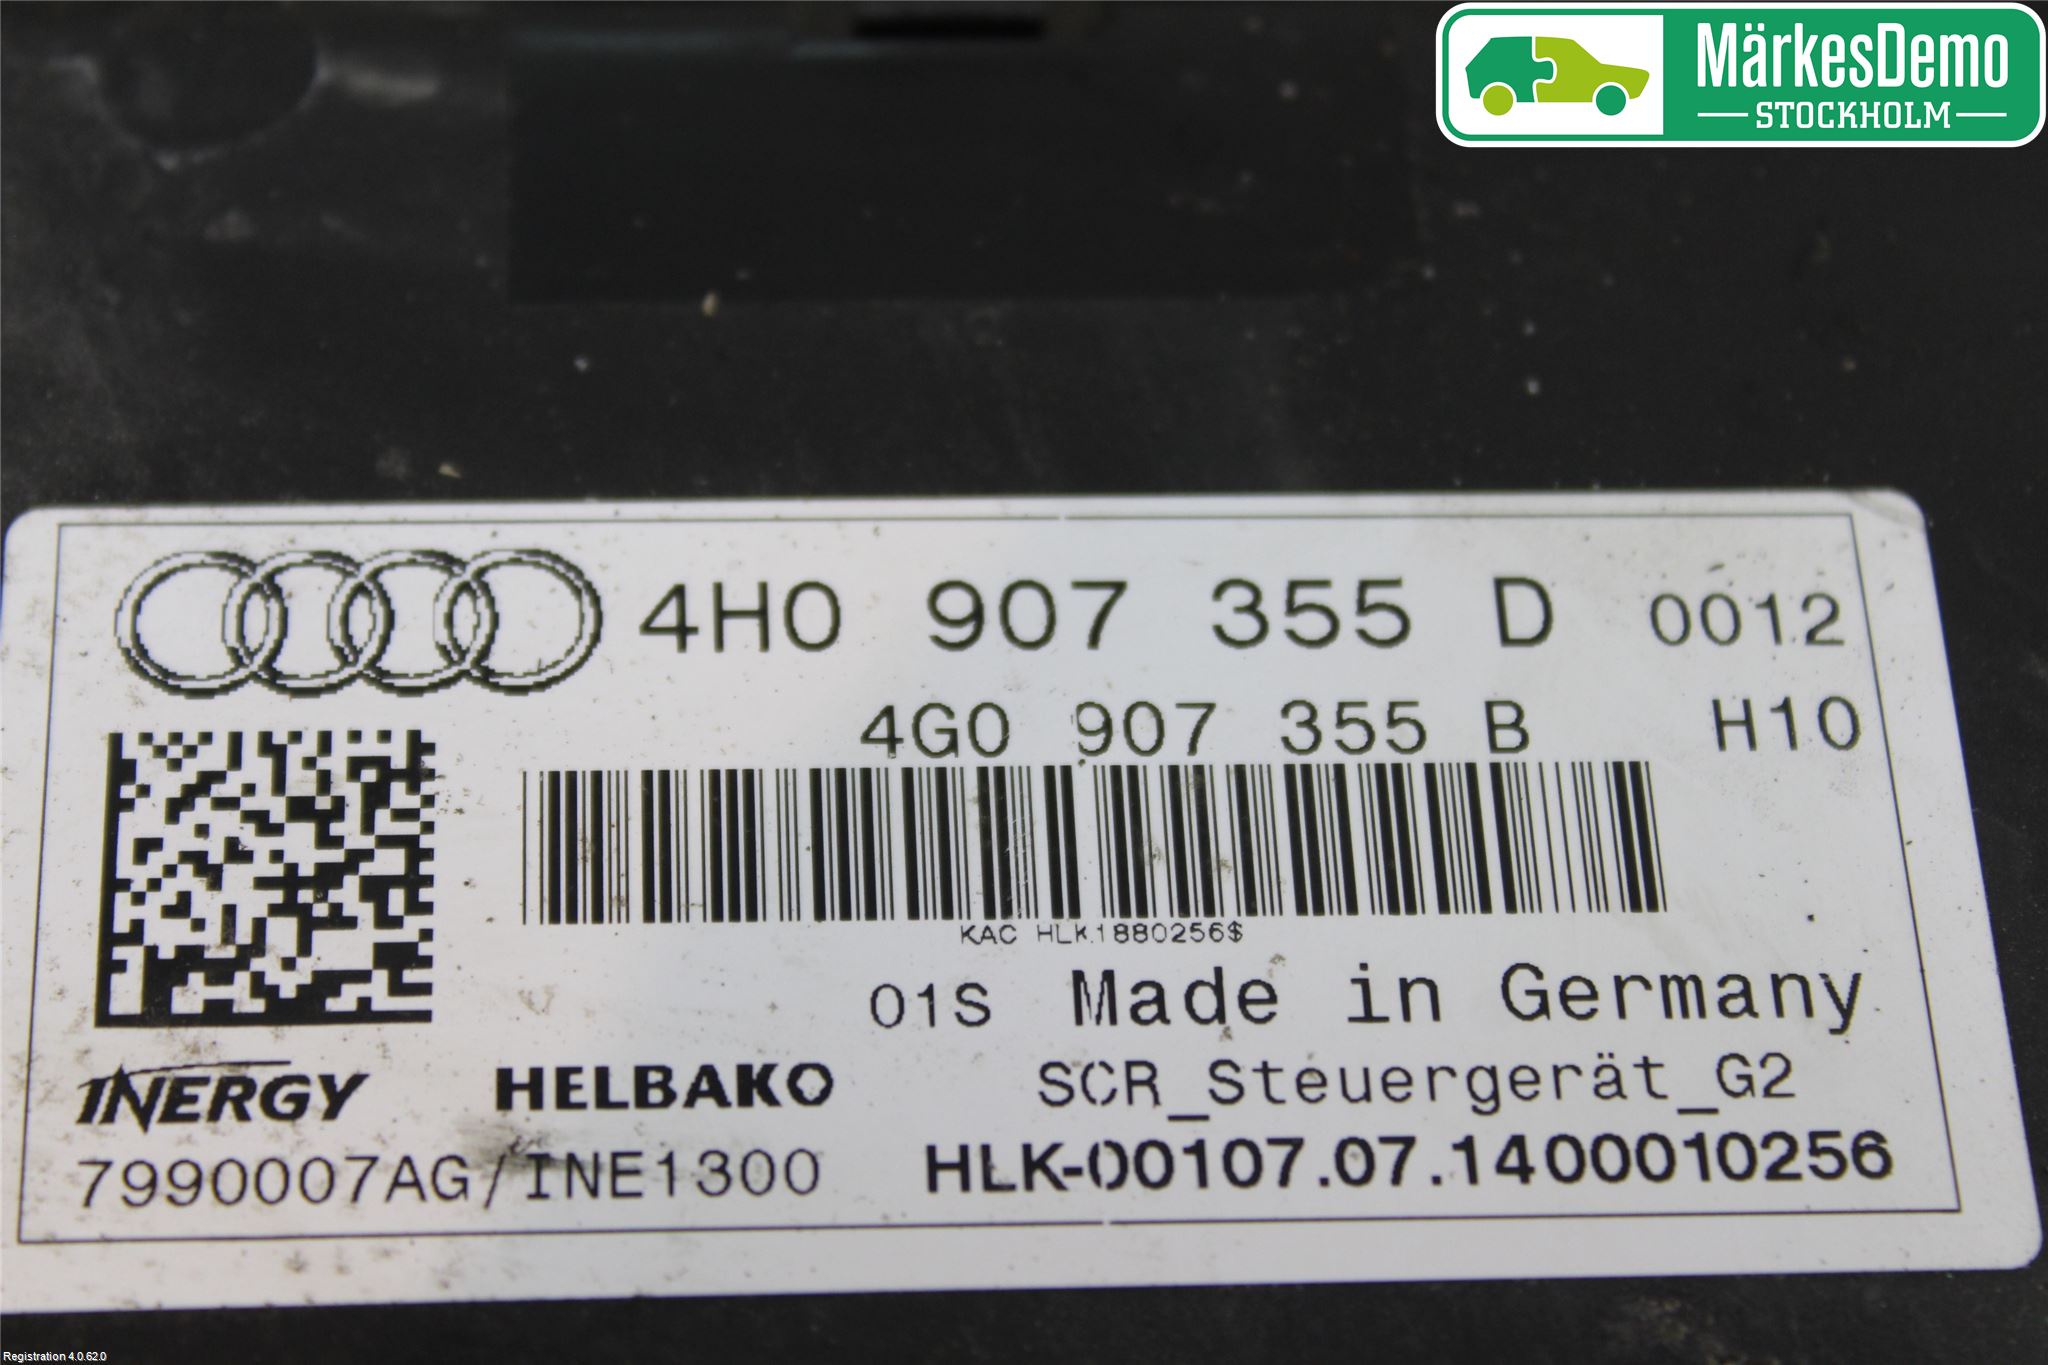 MärkesDemo
STOCKHOLM
4H0 907 355 D 0012
4G0 907 355 B H10
KAC HLK1880256$
01S Made in Germany
INERGY HELBAKO SCR_Steuergerät_G2
7990007AG/INE1300 HLK-00107.07.1400010256
Registration 4.0.62.0